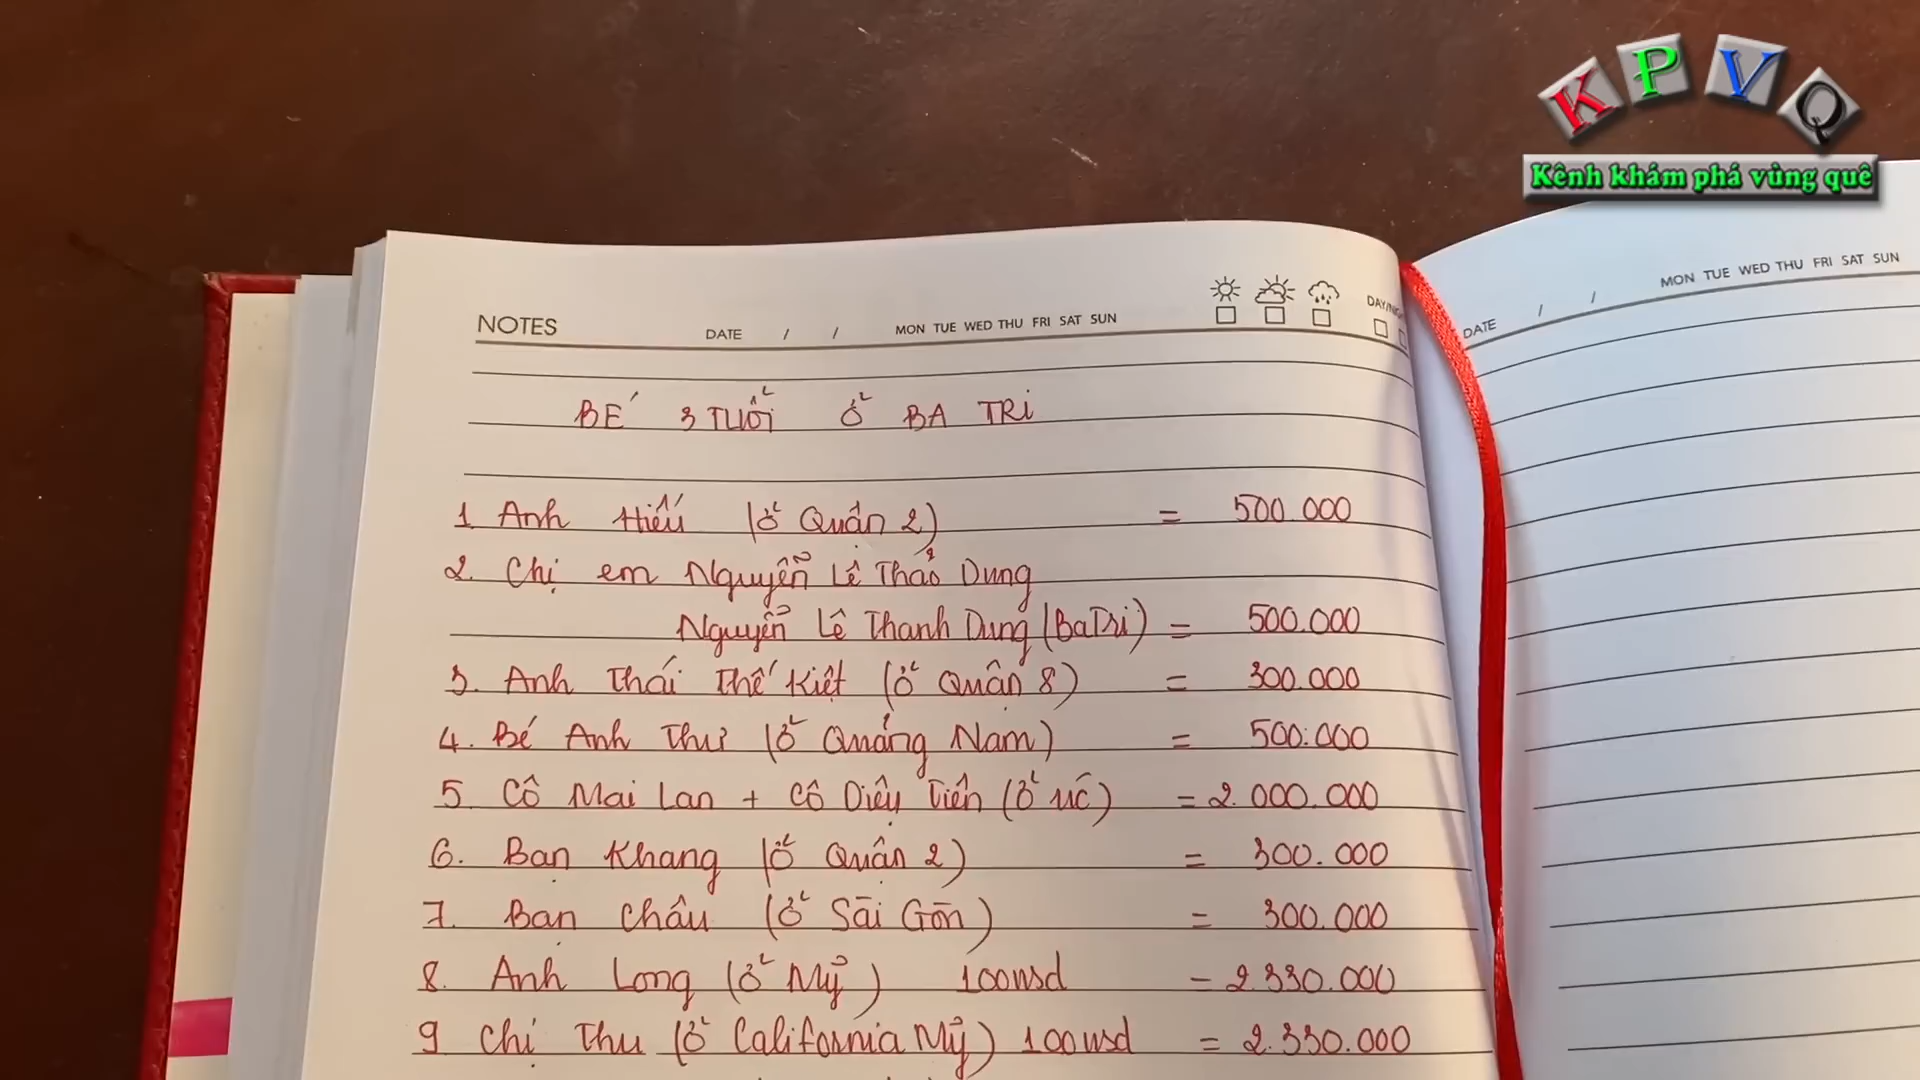 K P V Q
Kênh khám phá vùng quê
NOTES DATE / / MON TUE WED THU FRI SAT SUN
BÉ 3 TUỔI Ở BA TRI
1. Anh Hiếu (Ở Quận 2) = 500.000
2. Chị em Nguyễn Lê Thảo Dung
Nguyễn Lê Thanh Dung (Ba Tri) = 500.000
3. Anh Thái Thế Kiệt (Ở Quận 8) = 300.000
4. Bé Anh Thư (Ở Quảng Nam) = 500.000
5. Cô Mai Lan + Cô Diệu Tiên (Ở Úc) = 2.000.000
6. Bạn Khang (Ở Quận 2) = 300.000
7. Bạn Châu (Ở Sài Gòn) = 300.000
8. Anh Long (Ở Mỹ) 100usd = 2.330.000
9. Chị Thu (Ở California Mỹ) 100usd = 2.330.000
DATE / / MON TUE WED THU FRI SAT SUN